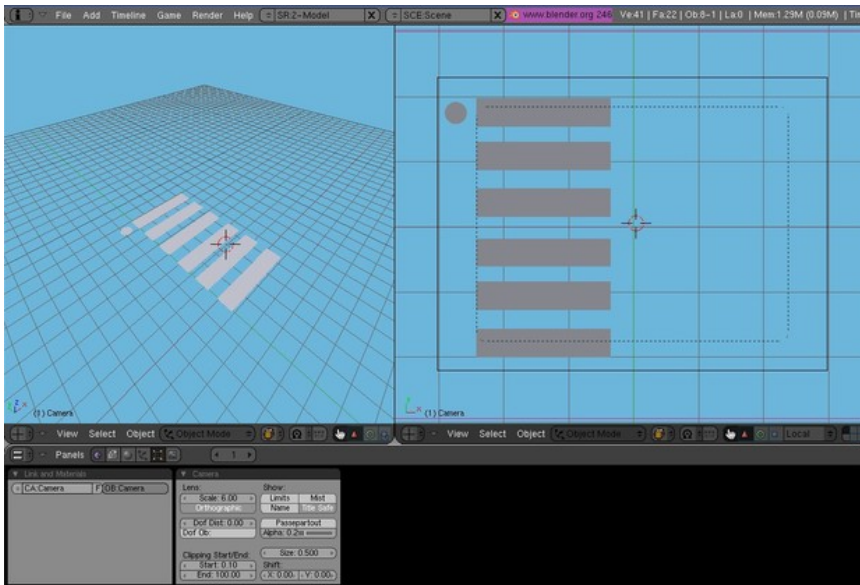 File Add Timeline Game Render Help SR:2-Model X SCE:Scene X www.blender.org 246 Ve:41 | Fa:22 | Ob:8-1 | La:0 | Mem:1.29M (0.09M) |
(1) Camera
(1) Camera
View Select Object Object Mode
View Select Object Object Mode Local
Panels 1
Link and Materials
CA:Camera F OB:Camera
Camera
Lens: Show:
Scale: 6.00 Limits Mist
Orthographic Name Title Safe
Dof Dist: 0.00 Passepartout
Dof Ob: Alpha: 0.2
Clipping Start/End: Size: 0.500
Start: 0.10 Shift:
End: 100.00 X: 0.00 Y: 0.00